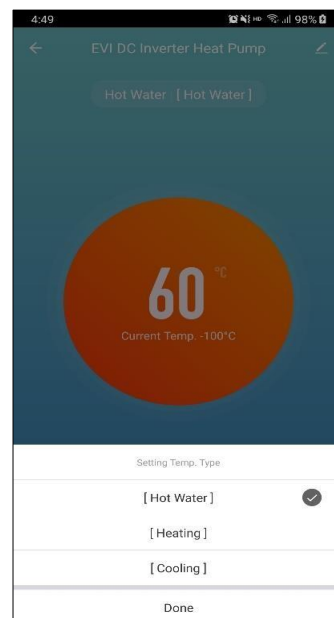 4:49
HD
98%
EVI DC Inverter Heat Pump
Hot Water [ Hot Water ]
60 °C
Current Temp. -100°C
Setting Temp. Type
[ Hot Water ]
[ Heating ]
[ Cooling ]
Done